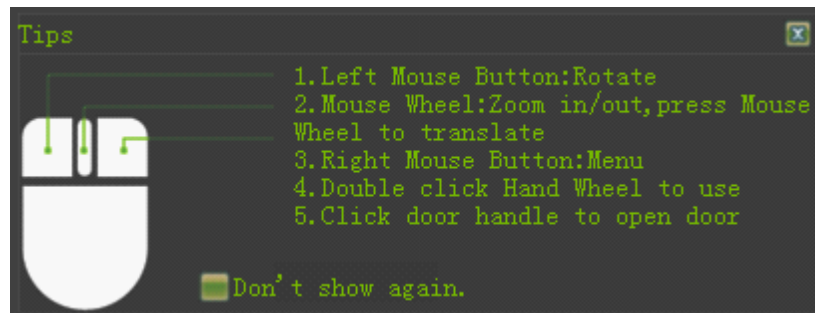 Tips
1.Left Mouse Button:Rotate
2.Mouse Wheel:Zoom in/out,press Mouse
Wheel to translate
3.Right Mouse Button:Menu
4.Double click Hand Wheel to use
5.Click door handle to open door
Don't show again.